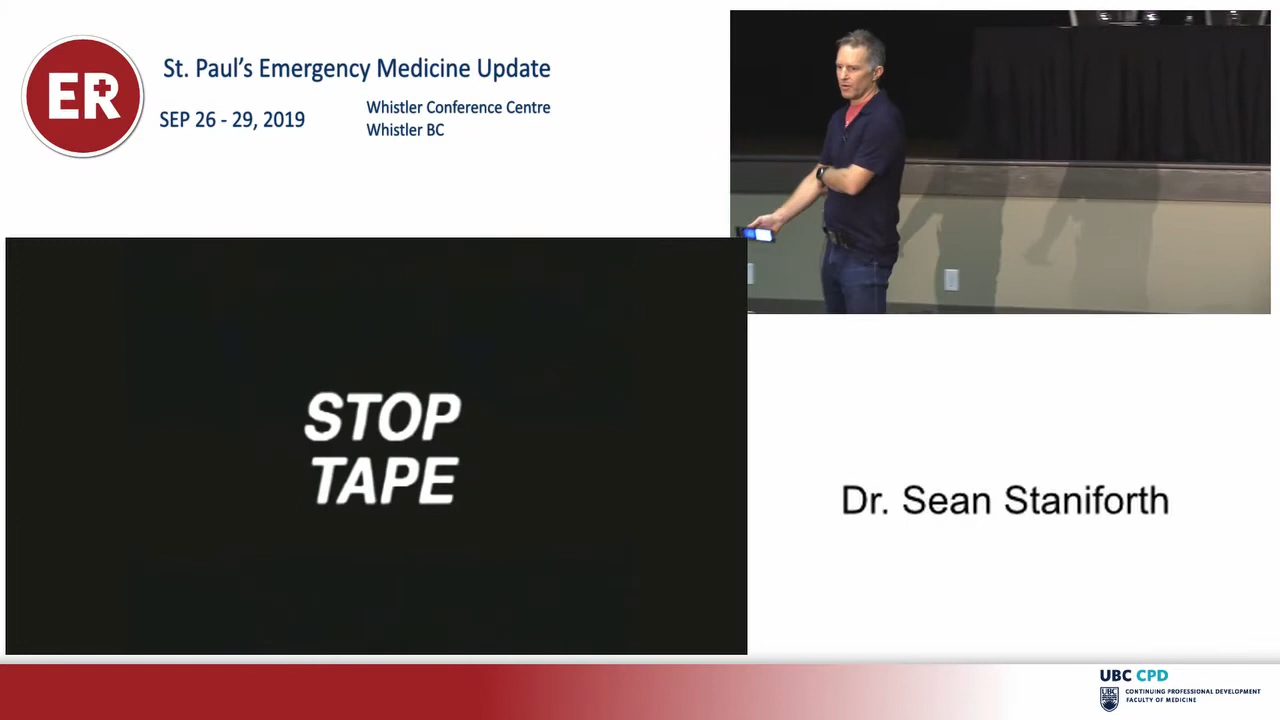 ER
St. Paul's Emergency Medicine Update
SEP 26 - 29, 2019
Whistler Conference Centre
Whistler BC
STOP
TAPE
Dr. Sean Staniforth
UBC CPD
UBC
CONTINUING PROFESSIONAL DEVELOPMENT
FACULTY OF MEDICINE